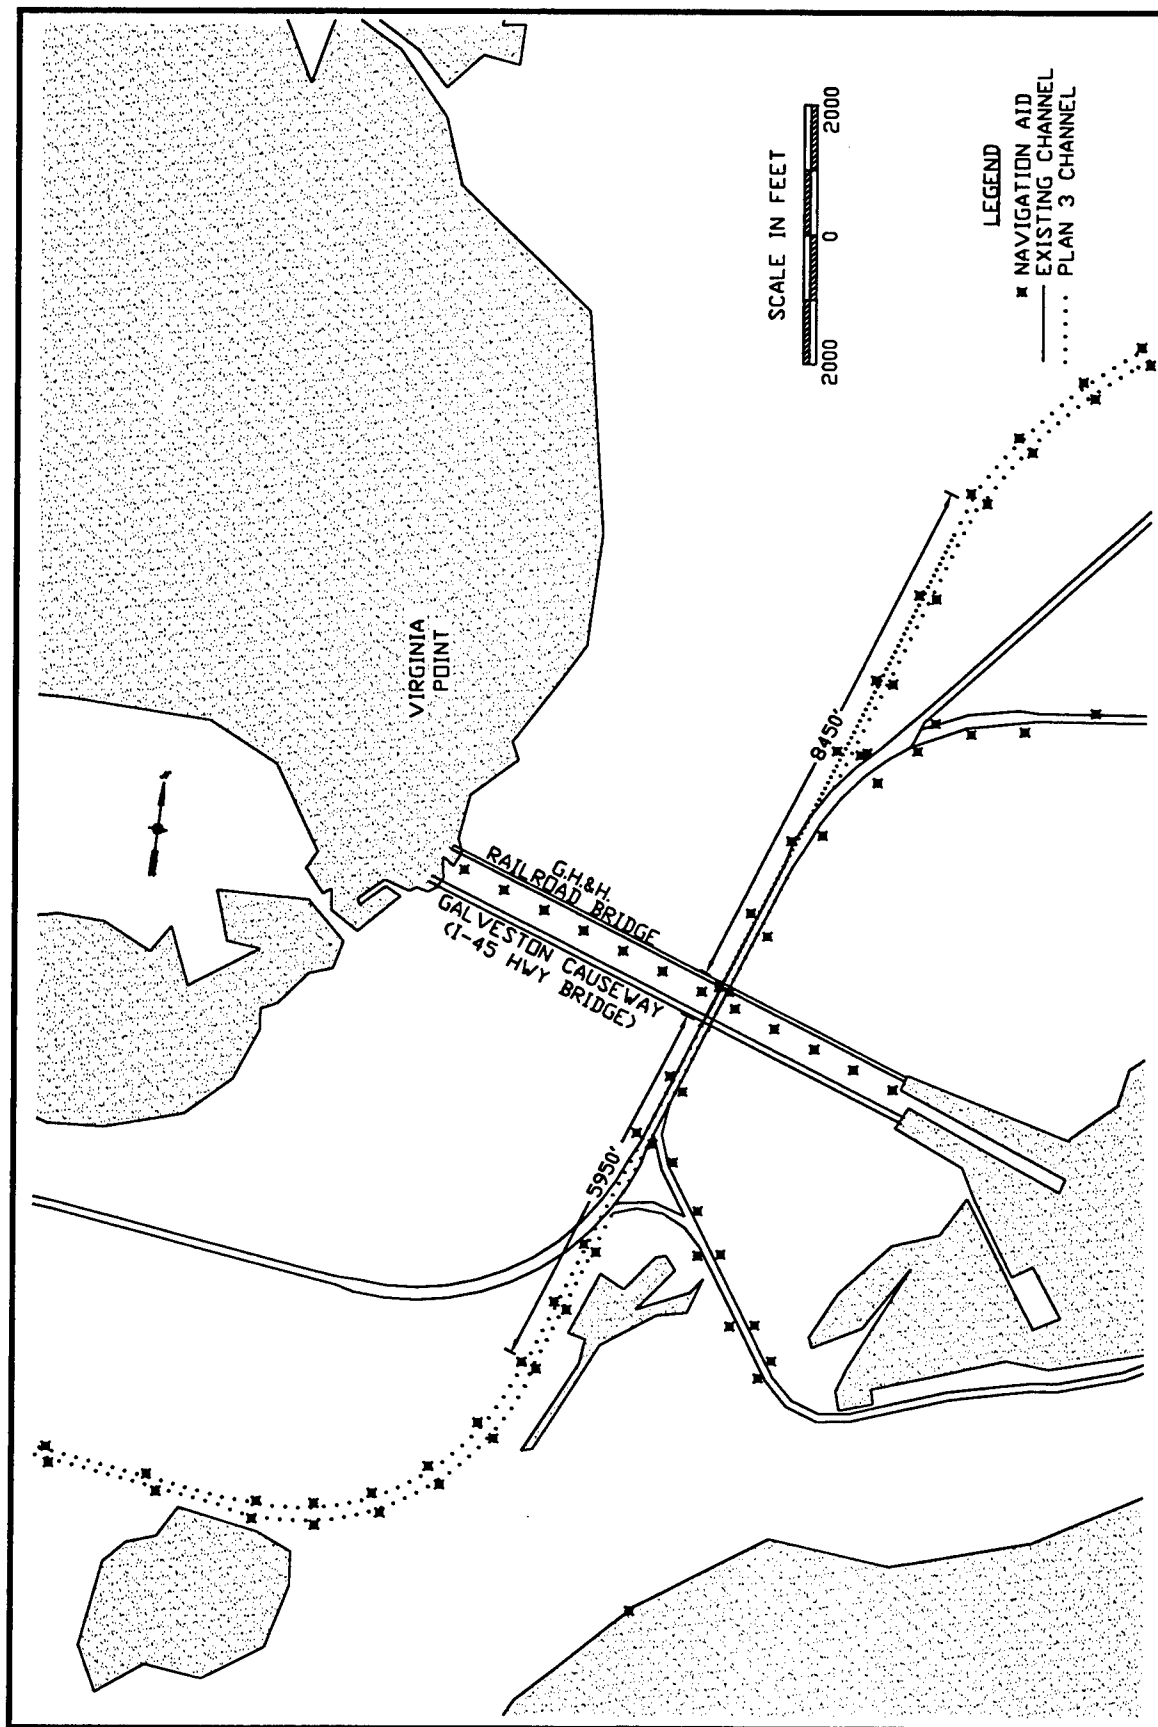 VIRGINIA
POINT
G.H.&H.
RAILROAD BRIDGE
GALVESTON CAUSEWAY
(I-45 HWY BRIDGE)
5950'
8450'
SCALE IN FEET
2000 0 2000
LEGEND
NAVIGATION AID
EXISTING CHANNEL
PLAN 3 CHANNEL